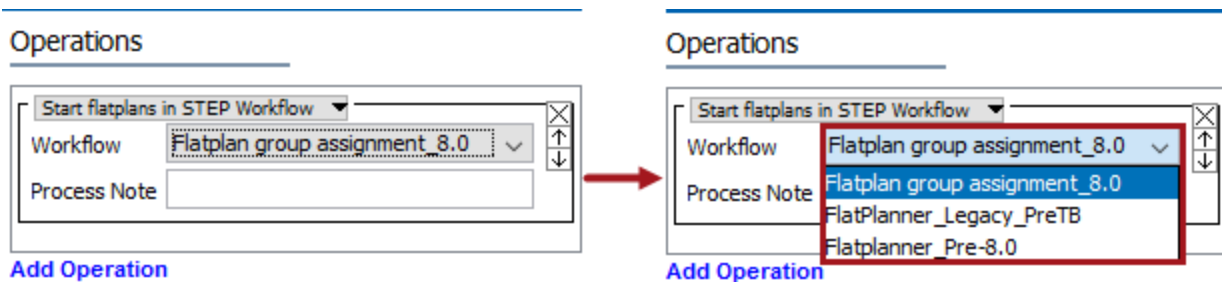 Operations
Start flatplans in STEP Workflow
Workflow Flatplan group assignment_8.0
Process Note
Add Operation
Operations
Start flatplans in STEP Workflow
Workflow Flatplan group assignment_8.0
Process Note Flatplan group assignment_8.0
FlatPlanner_Legacy_PreTB
Flatplanner_Pre-8.0
Add Operation